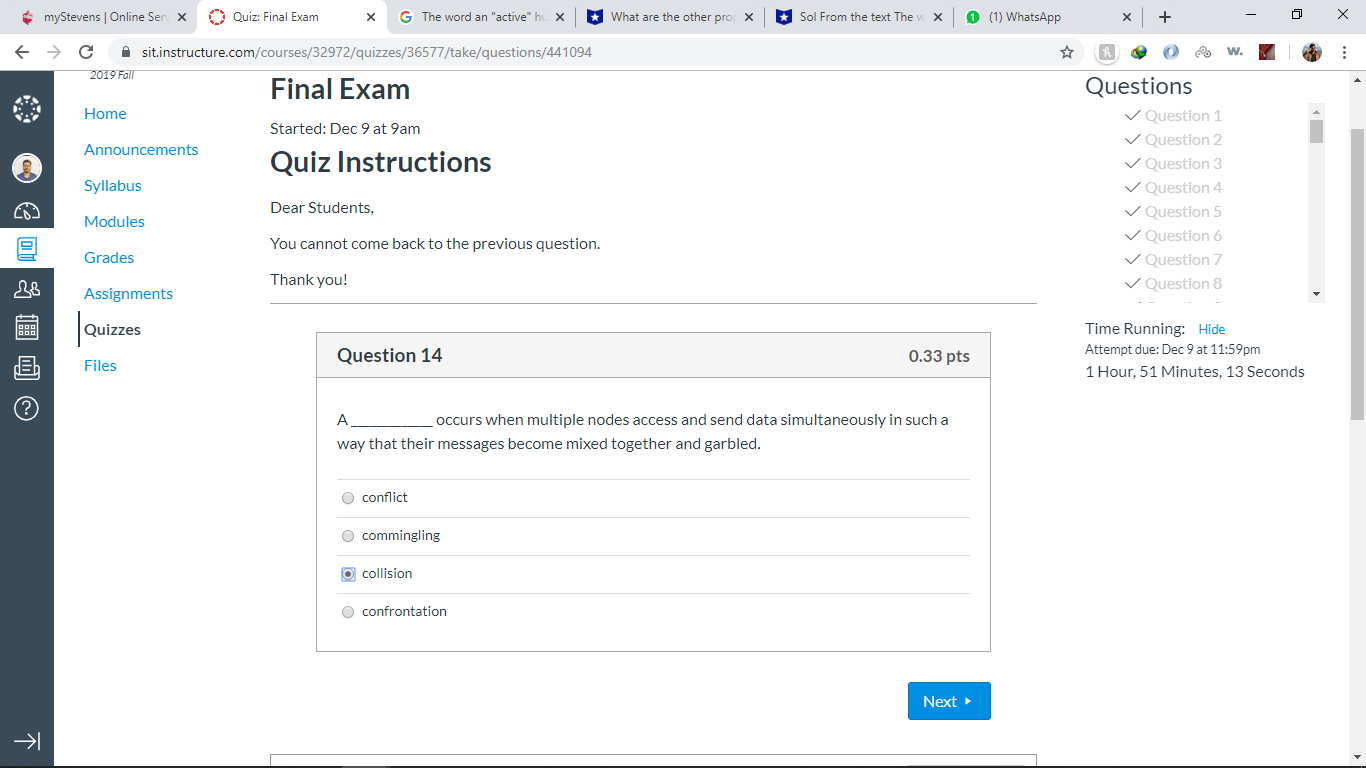 myStevens | Online Serv
Quiz: Final Exam
The word an "active" hu
What are the other prop
Sol From the text The w
(1) WhatsApp
sit.instructure.com/courses/32972/quizzes/36577/take/questions/441094
2019 Fall
Home
Announcements
Syllabus
Modules
Grades
Assignments
Quizzes
Files
Final Exam
Started: Dec 9 at 9am
Quiz Instructions
Dear Students,
You cannot come back to the previous question.
Thank you!
Question 14 0.33 pts
A _____________ occurs when multiple nodes access and send data simultaneously in such a
way that their messages become mixed together and garbled.
conflict
commingling
collision
confrontation
Next
Questions
Question 1
Question 2
Question 3
Question 4
Question 5
Question 6
Question 7
Question 8
Time Running: Hide
Attempt due: Dec 9 at 11:59pm
1 Hour, 51 Minutes, 13 Seconds